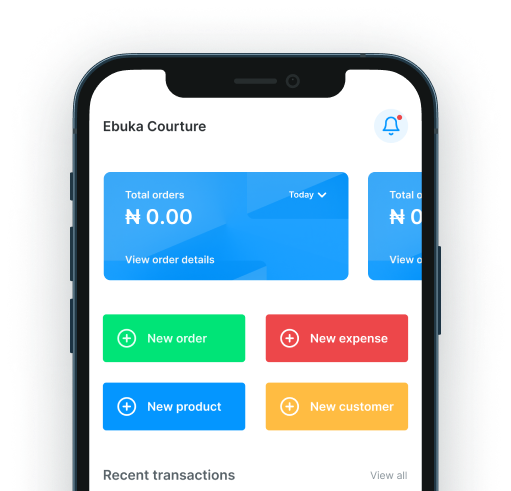 Ebuka Courture
Total orders
Today
₦ 0.00
View order details
Total o
₦ 0
View o
New order
New expense
New product
New customer
Recent transactions
View all